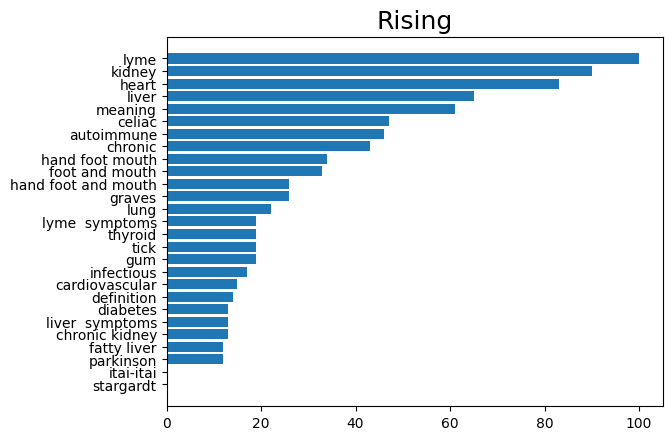 Rising
lyme
kidney
heart
liver
meaning
celiac
autoimmune
chronic
hand foot mouth
foot and mouth
hand foot and mouth
graves
lung
lyme  symptoms
thyroid
tick
gum
infectious
cardiovascular
definition
diabetes
liver  symptoms
chronic kidney
fatty liver
parkinson
itai-itai
stargardt
0 20 40 60 80 100